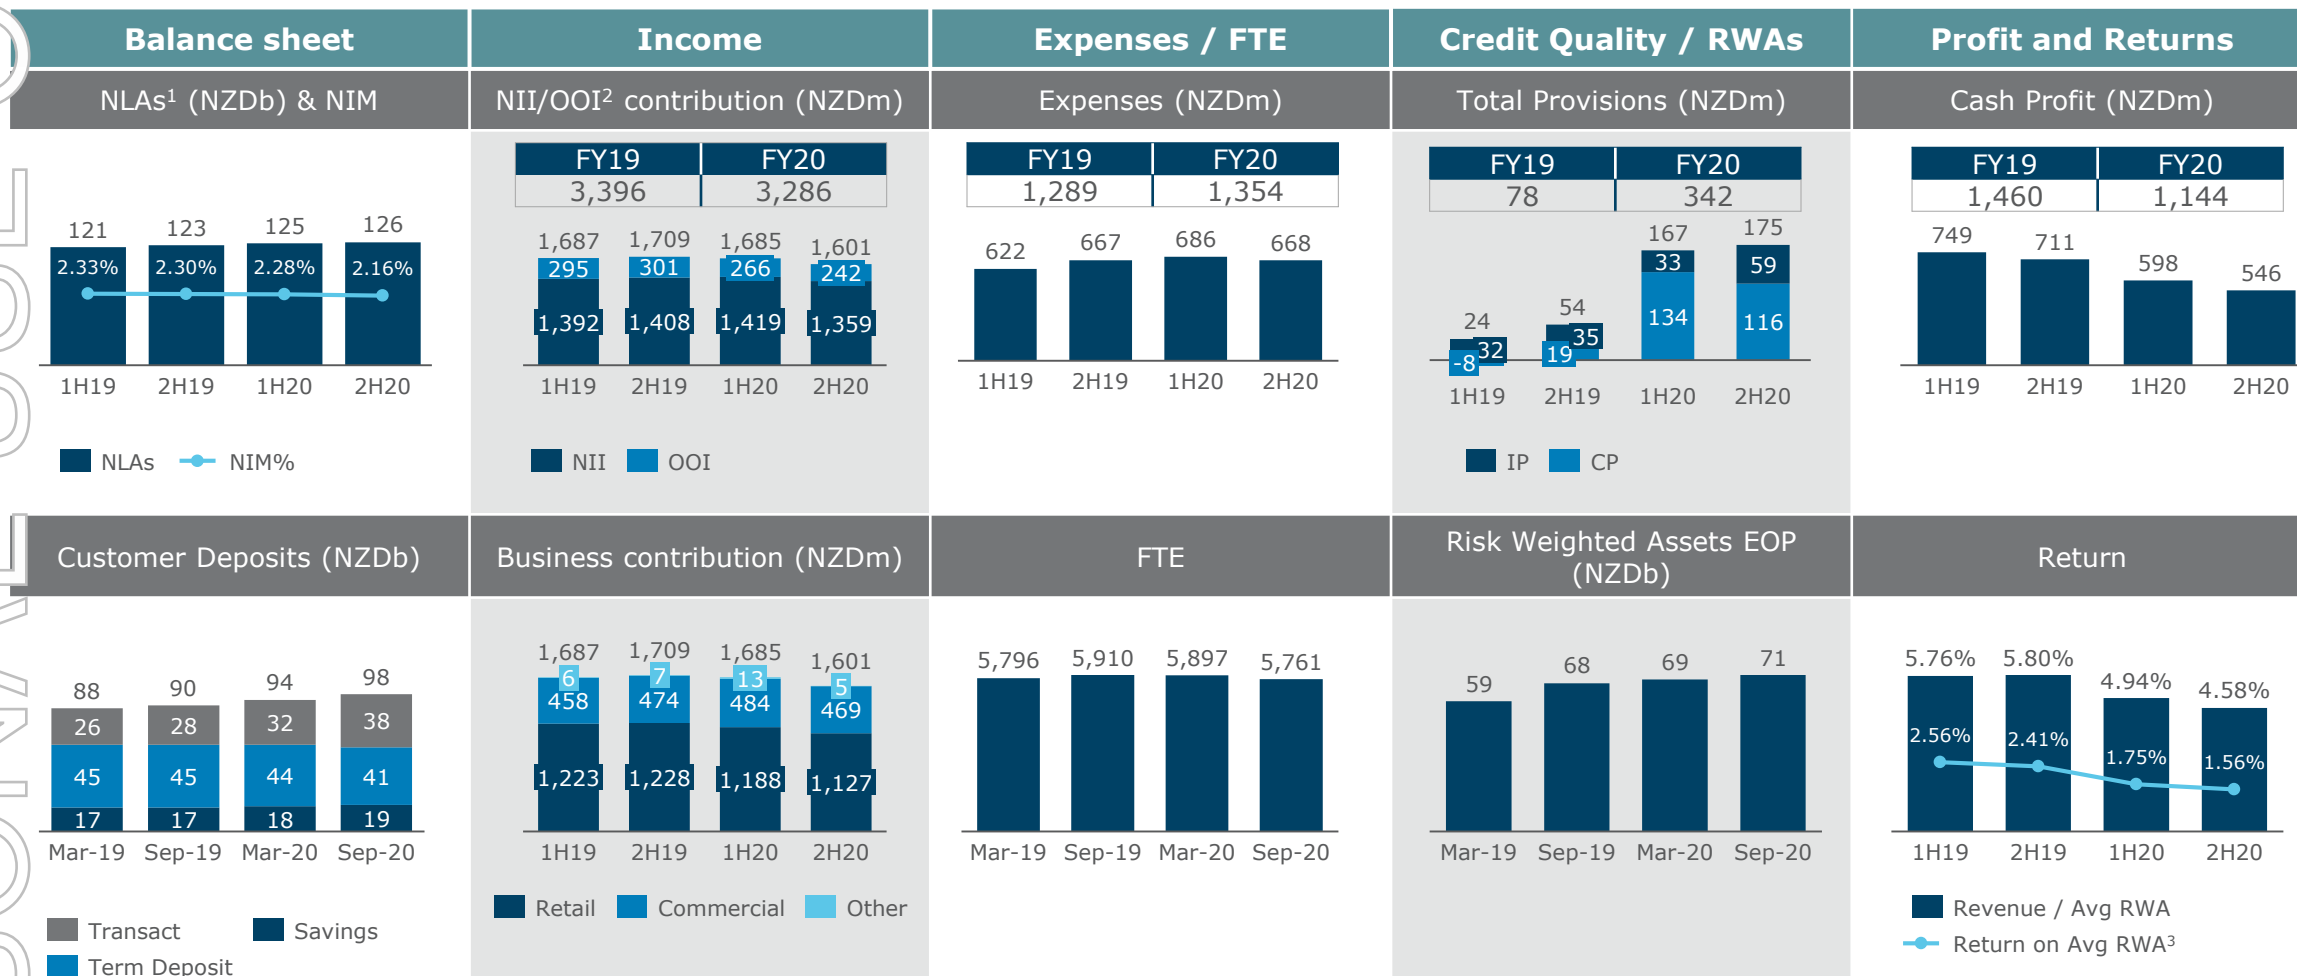 Balance sheet
Income
Expenses / FTE
Credit Quality / RWAs
Profit and Returns
NLAs¹ (NZDb) & NIM
NII/OOI² contribution (NZDm)
Expenses (NZDm)
Total Provisions (NZDm)
Cash Profit (NZDm)
121 123 125 126
2.33% 2.30% 2.28% 2.16%
1H19 2H19 1H20 2H20
NLAs NIM%
FY19 FY20
3,396 3,286
1,687 1,709 1,685 1,601
295 301 266 242
1,392 1,408 1,419 1,359
1H19 2H19 1H20 2H20
NII OOI
FY19 FY20
1,289 1,354
622 667 686 668
1H19 2H19 1H20 2H20
FY19 FY20
78 342
24 54 167 175
32 35 33 59
-8 19 134 116
1H19 2H19 1H20 2H20
IP CP
FY19 FY20
1,460 1,144
749 711 598 546
1H19 2H19 1H20 2H20
Customer Deposits (NZDb)
Business contribution (NZDm)
FTE
Risk Weighted Assets EOP
(NZDb)
Return
88 90 94 98
26 28 32 38
45 45 44 41
17 17 18 19
Mar-19 Sep-19 Mar-20 Sep-20
Transact Savings
Term Deposit
1,687 1,709 1,685 1,601
6 7 13 5
458 474 484 469
1,223 1,228 1,188 1,127
1H19 2H19 1H20 2H20
Retail Commercial Other
5,796 5,910 5,897 5,761
Mar-19 Sep-19 Mar-20 Sep-20
59 68 69 71
Mar-19 Sep-19 Mar-20 Sep-20
5.76% 5.80% 4.94% 4.58%
2.56% 2.41% 1.75% 1.56%
1H19 2H19 1H20 2H20
Revenue / Avg RWA
Return on Avg RWA³